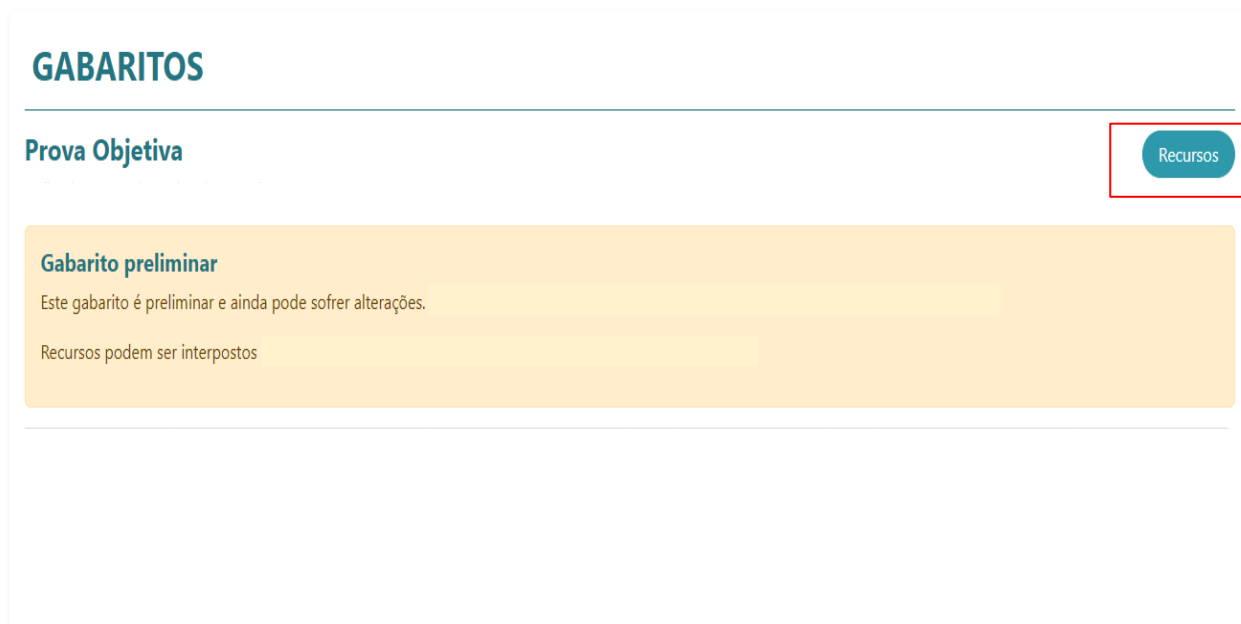 GABARITOS
Prova Objetiva
Recursos
Gabarito preliminar
Este gabarito é preliminar e ainda pode sofrer alterações.
Recursos podem ser interpostos